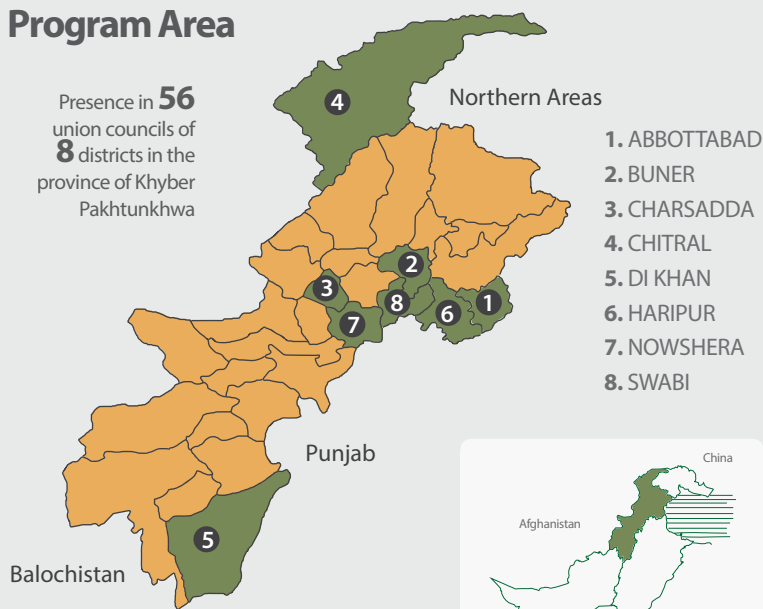 Program Area
Presence in 56
union councils of
8 districts in the
province of Khyber
Pakhtunkhwa
4
Northern Areas
1. ABBOTTABAD
2. BUNER
3. CHARSADDA
4. CHITRAL
5. DI KHAN
6. HARIPUR
7. NOWSHERA
8. SWABI
2
3
8
1
6
7
Punjab
5
Balochistan
China
Afghanistan